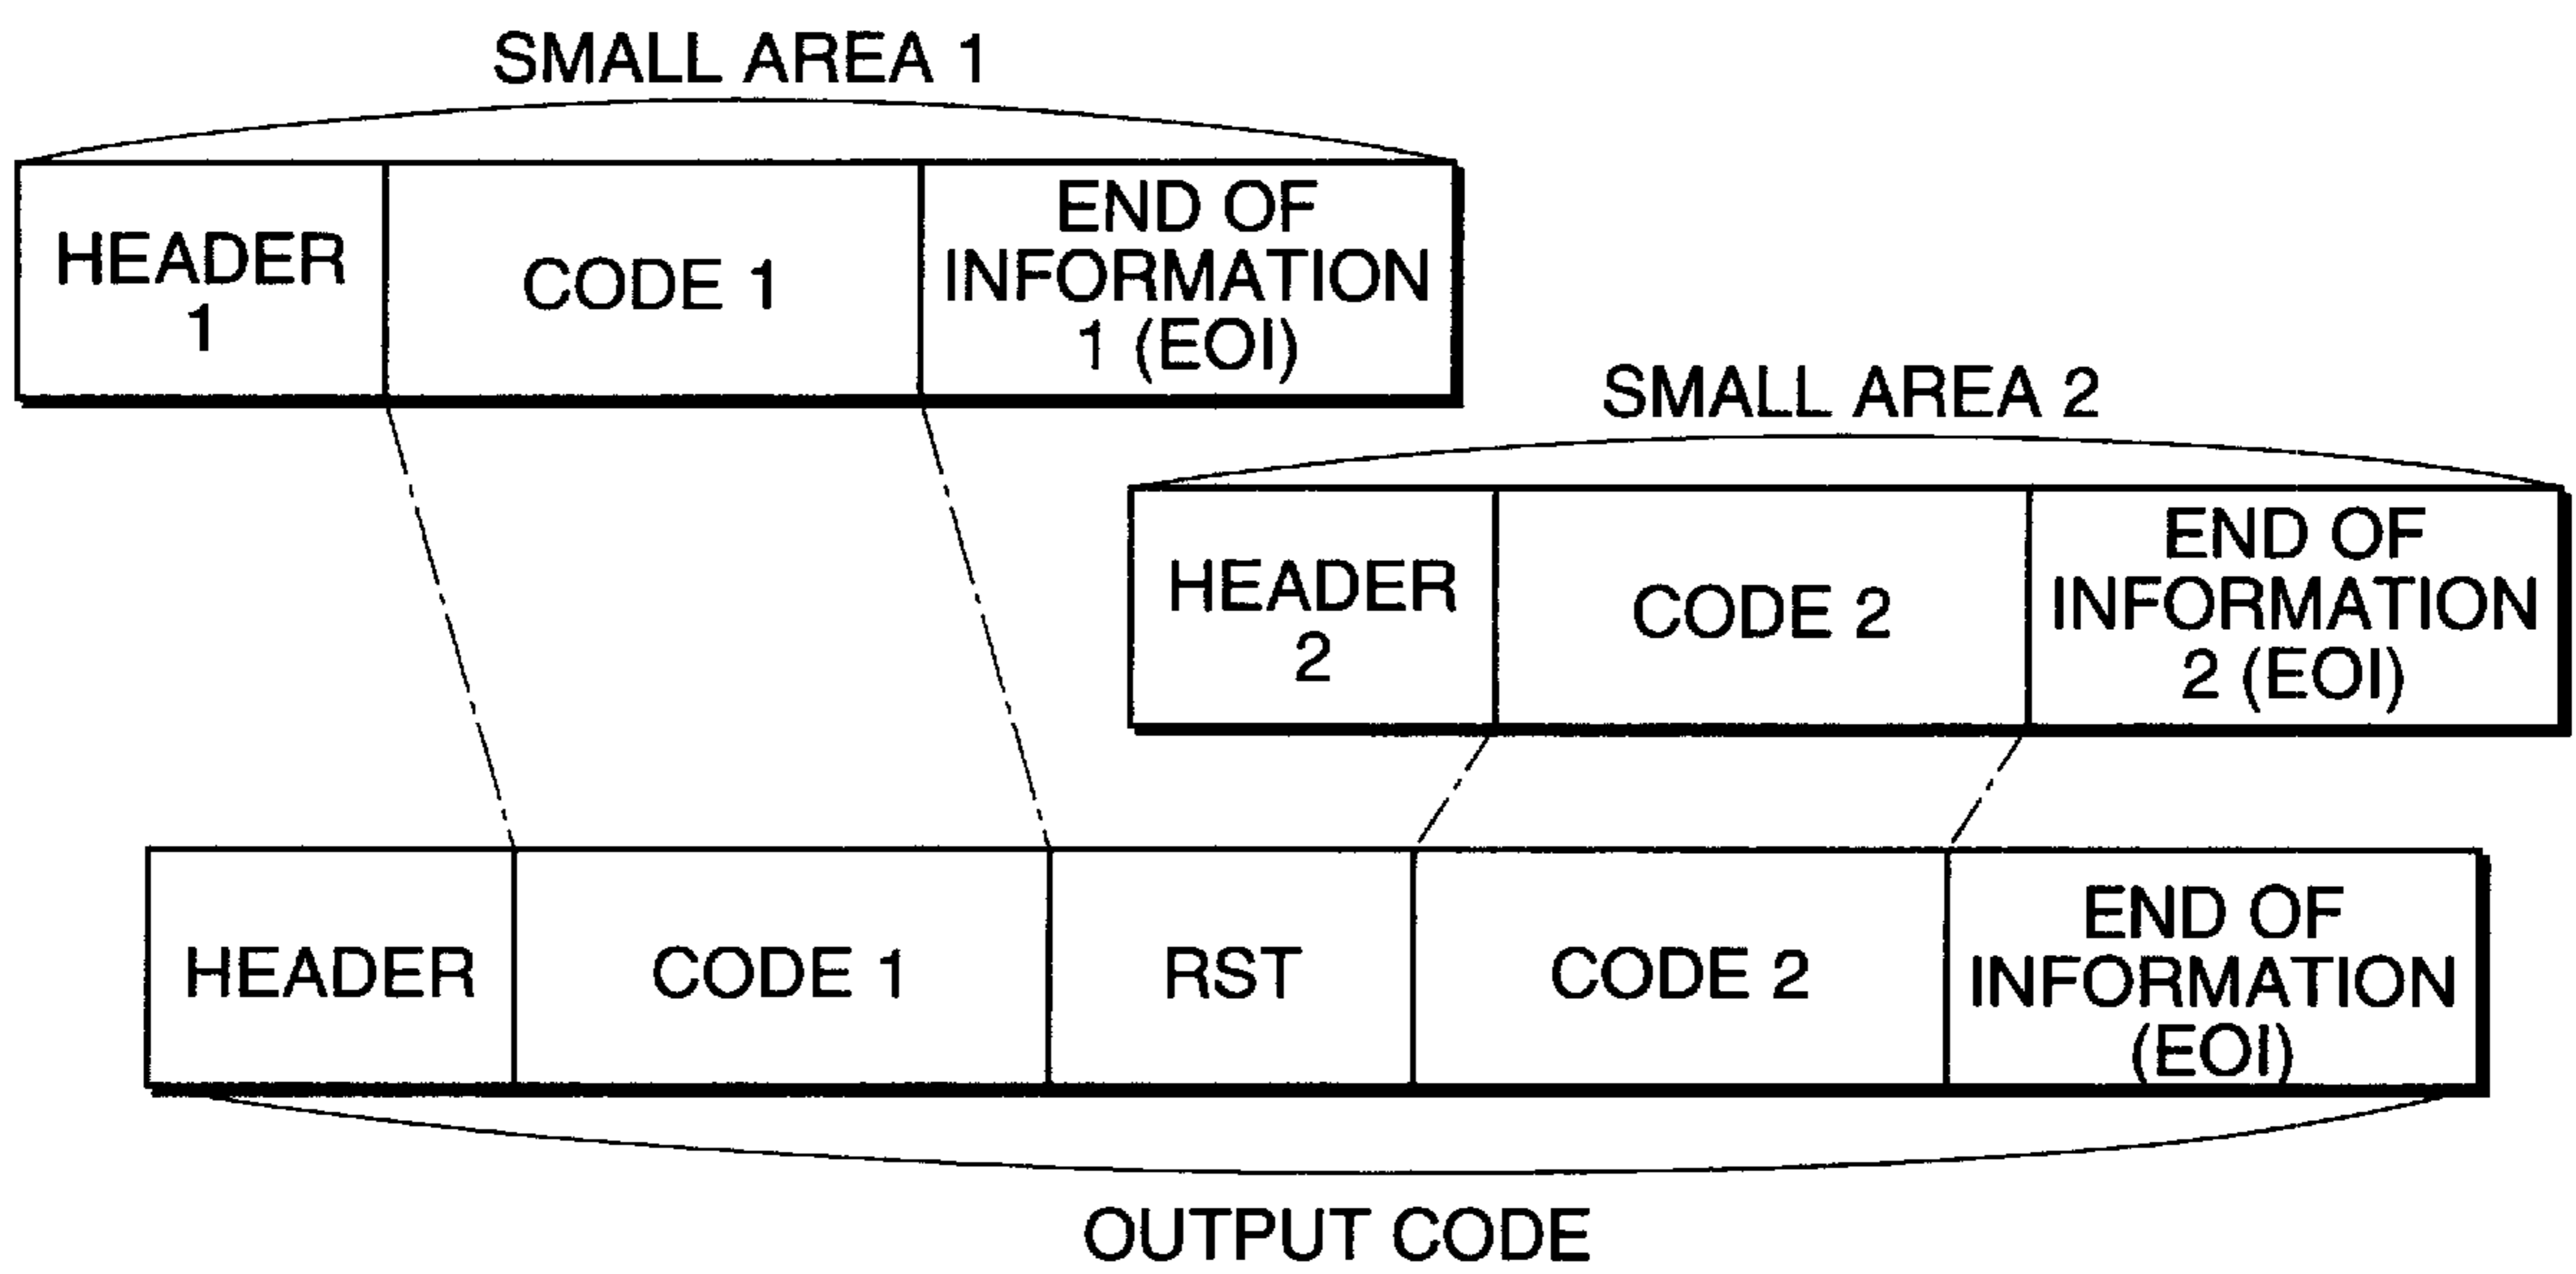 SMALL AREA 1
HEADER
1
CODE 1
END OF
INFORMATION
1 (EOI)
SMALL AREA 2
HEADER
2
CODE 2
END OF
INFORMATION
2 (EOI)
HEADER
CODE 1
RST
CODE 2
END OF
INFORMATION
(EOI)
OUTPUT CODE